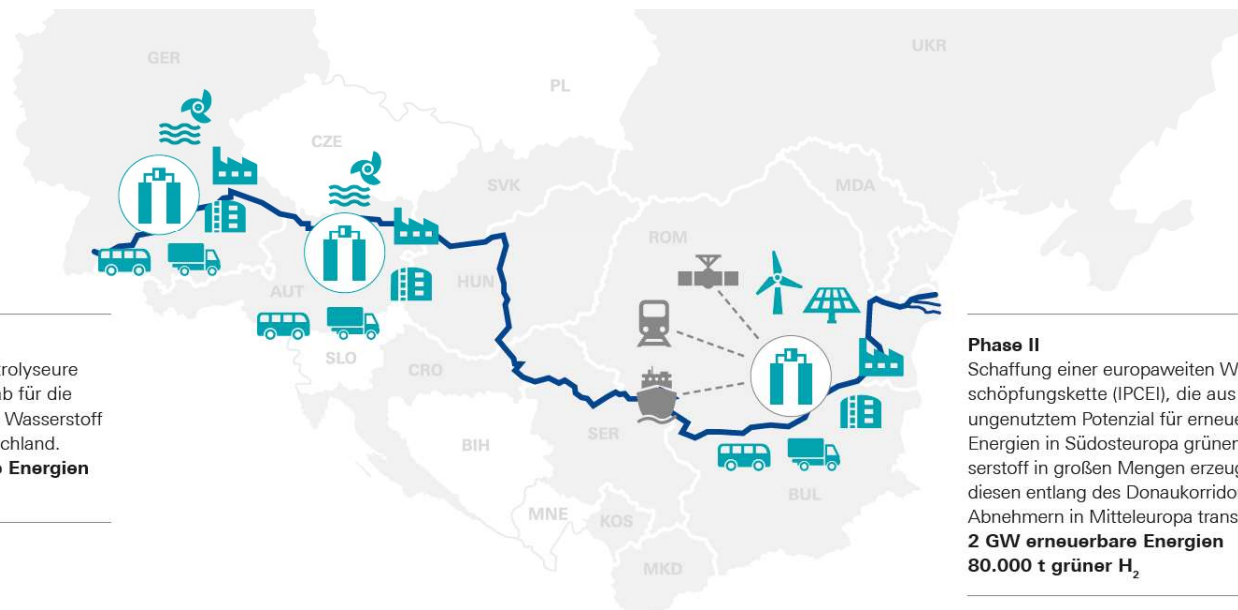 GER
UKR
PL
CZE
SVK
MDA
ROM
AUT
HUN
SLO
CRO
SER
BIH
BUL
MNE
KOS
MKD
trolyseure
ab für die
Wasserstoff
chland.
Energien
Phase II
Schaffung einer europaweiten W
schöpfungskette (IPCEI), die aus
ungenutztem Potenzial für erneue
Energien in Südosteuropa grünen
serstoff in großen Mengen erzeug
diesen entlang des Donaukorrido
Abnehmern in Mitteleuropa trans
2 GW erneuerbare Energien
80.000 t grüner H₂